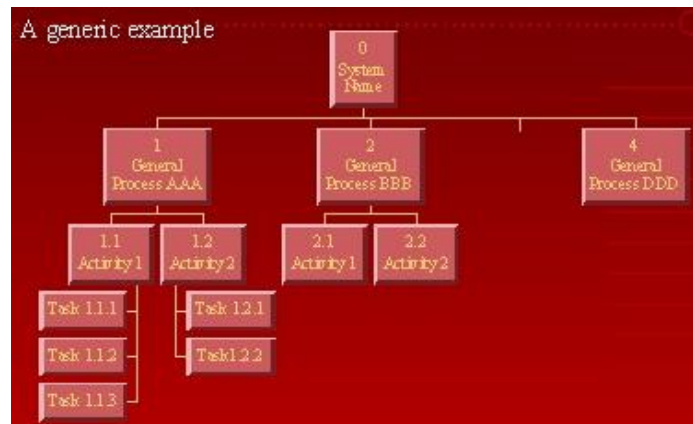 A generic example
0
System
Name
1
General
Process AAA
2
General
Process BBB
4
General
Process DDD
1.1
Activity 1
1.2
Activity 2
2.1
Activity 1
2.2
Activity 2
Task 1.1.1
Task 1.2.1
Task 1.1.2
Task1.2.2
Task 1.1.3